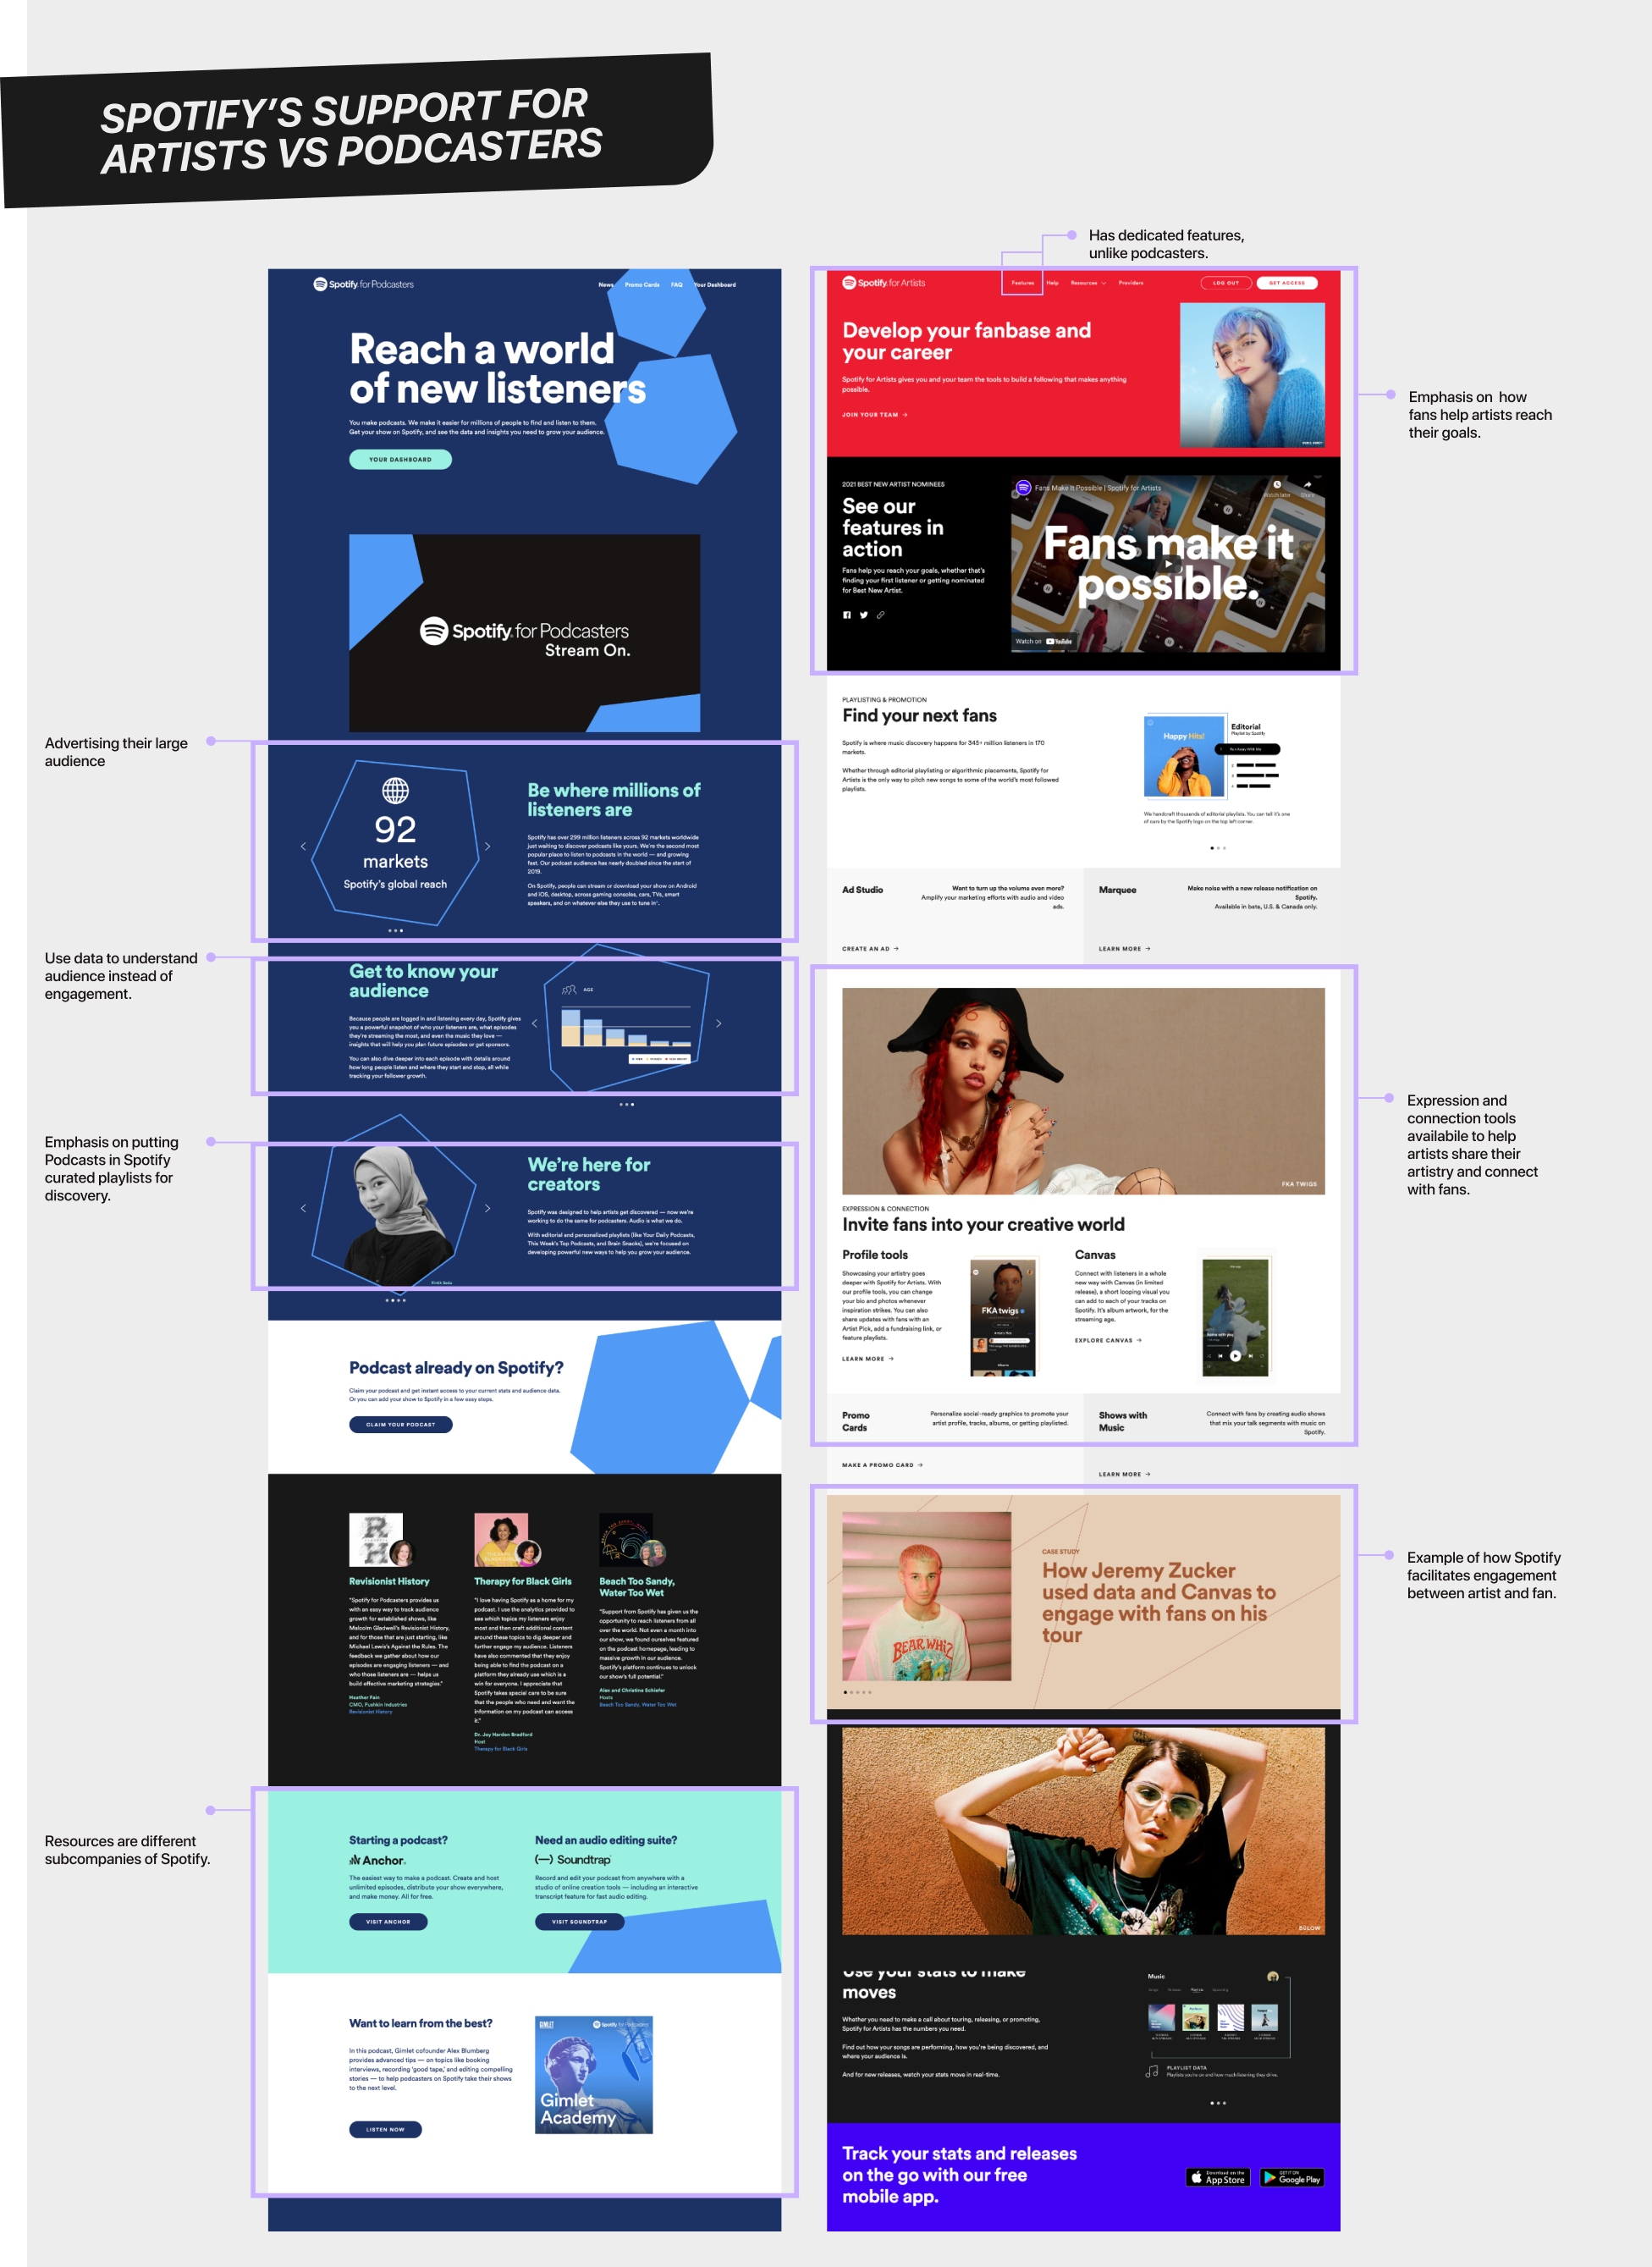 SPOTIFY'S SUPPORT FOR
ARTISTS VS PODCASTERS
Has dedicated features,
unlike podcasters.
Spotify for Podcasters
News Promo Cards FAQ Your Dashboard
Reach a world
of new listeners
You make podcasts. We make it easier for millions of people to find and listen to them.
Get your show on Spotify, and see the data and insights you need to grow your audience.
YOUR DASHBOARD
Spotify for Podcasters
Stream On.
Advertising their large
audience
92
markets
Spotify's global reach
Be where millions of
listeners are
Spotify has over 299 million listeners across 92 markets worldwide
just waiting to discover podcasts like yours. We're the second most
popular place to listen to podcasts in the world — and growing
fast. Our podcast audience has nearly doubled since the start of
2019.
On Spotify, people can stream or download your show on Android
and iOS, desktop, across gaming consoles, cars, TVs, smart
speakers, and on whatever else they use to tune in*.
Use data to understand
audience instead of
engagement.
Get to know your
audience
Because people are logged in and listening every day, Spotify gives
you a powerful snapshot of who your listeners are, what episodes
they're streaming the most, and even the music they love —
insights that will help you plan future episodes or get sponsors.
You can also dive deeper into each episode with details around
how long people listen and where they start and stop, all while
tracking your follower growth.
AGE
Emphasis on putting
Podcasts in Spotify
curated playlists for
discovery.
We're here for
creators
Spotify was designed to help artists get discovered — now we're
working to do the same for podcasters. Audio is what we do.
With editorial and personalized playlists (like Your Daily Podcasts,
This Week's Top Podcasts, and Brain Snacks), we're focused on
developing powerful new ways to help you grow your audience.
Podcast already on Spotify?
Claim your podcast and get instant access to your current stats and audience data.
Or you can add your show to Spotify in a few easy steps.
CLAIM YOUR PODCAST
Revisionist History
"Spotify for Podcasters provides us
with an easy way to track audience
growth for established shows, like
Malcolm Gladwell's Revisionist History,
and for those that are just starting, like
Michael Lewis's Against the Rules. The
feedback we gather about how our
episodes are engaging listeners — and
who those listeners are — helps us
build effective marketing strategies."
Heather Fain
CMO, Pushkin Industries
Revisionist History
Therapy for Black Girls
"I love having Spotify as a home for my
podcast. I use the analytics provided to
see which topics my listeners enjoy
most and then craft additional content
around these topics to dig deeper and
further engage my audience. Listeners
have also commented that they enjoy
being able to find the podcast on a
platform they already use which is a
win for everyone. I appreciate that
Spotify takes special care to be sure
that the people who need and want the
information on my podcast can access
it."
Dr. Joy Harden Bradford
Host
Therapy for Black Girls
Beach Too Sandy,
Water Too Wet
"Support from Spotify has given us the
opportunity to reach listeners from all
over the world. Not even a month into
our show, we found ourselves featured
on the podcast homepage, leading to
massive growth in our audience.
Spotify's platform continues to unlock
our show's full potential."
Alex and Christine Schiefer
Hosts
Beach Too Sandy, Water Too Wet
Resources are different
subcompanies of Spotify.
Starting a podcast?
Anchor
The easiest way to make a podcast. Create and host
unlimited episodes, distribute your show everywhere,
and make money. All for free.
VISIT ANCHOR
Need an audio editing suite?
Soundtrap
Record and edit your podcast from anywhere with a
studio of online creation tools — including an interactive
transcript feature for fast audio editing.
VISIT SOUNDTRAP
Want to learn from the best?
In this podcast, Gimlet cofounder Alex Blumberg
provides advanced tips — on topics like booking
interviews, recording 'good tape,' and editing compelling
stories — to help podcasters on Spotify take their shows
to the next level.
LISTEN NOW
GIMLET
Spotify for Podcasters
Gimlet
Academy
Spotify for Artists
Features Help Resources Providers
LOG OUT GET ACCESS
Develop your fanbase and
your career
Spotify for Artists gives you and your team the tools to build a following that makes anything
possible.
JOIN YOUR TEAM →
Emphasis on how
fans help artists reach
their goals.
2021 BEST NEW ARTIST NOMINEES
See our
features in
action
Fans help you reach your goals, whether that's
finding your first listener or getting nominated
for Best New Artist.
Fans Make It Possible | Spotify for Artists
Watch later Share
Fans make it
possible.
Watch on YouTube
PLAYLISTING & PROMOTION
Find your next fans
Spotify is where music discovery happens for 345+ million listeners in 170
markets.
Whether through editorial playlisting or algorithmic placements, Spotify for
Artists is the only way to pitch new songs to some of the world's most followed
playlists.
Happy Hits!
Editorial
Playlist by Spotify
We handcraft thousands of editorial playlists. You can tell it's one
of ours by the Spotify logo on the top left corner.
Ad Studio
Want to turn up the volume even more?
Amplify your marketing efforts with audio and video
ads.
CREATE AN AD →
Marquee
Make noise with a new release notification on
Spotify.
Available in beta, U.S. & Canada only.
LEARN MORE →
FKA TWIGS
Expression and
connection tools
availabile to help
artists share their
artistry and connect
with fans.
EXPRESSION & CONNECTION
Invite fans into your creative world
Profile tools
Showcasing your artistry goes
deeper with Spotify for Artists. With
our profile tools, you can change
your bio and photos whenever
inspiration strikes. You can also
share updates with fans with an
Artist Pick, add a fundraising link, or
feature playlists.
LEARN MORE →
FKA twigs
Canvas
Connect with listeners in a whole
new way with Canvas (in limited
release), a short looping visual you
can add to each of your tracks on
Spotify. It's album artwork, for the
streaming age.
EXPLORE CANVAS →
Promo
Cards
Personalize social-ready graphics to promote your
artist profile, tracks, albums, or getting playlisted.
MAKE A PROMO CARD →
Shows with
Music
Connect with fans by creating audio shows
that mix your talk segments with music on
Spotify.
LEARN MORE →
CASE STUDY
How Jeremy Zucker
used data and Canvas to
engage with fans on his
tour
Example of how Spotify
facilitates engagement
between artist and fan.
BÜLOW
Use your stats to make
moves
Whether you need to make a call about touring, releasing, or promoting,
Spotify for Artists has the numbers you need.
Find out how your songs are performing, how you're being discovered, and
where your audience is.
And for new releases, watch your stats move in real-time.
Music
PLAYLIST DATA
Playlists you're on and how much listening they drive.
Track your stats and releases
on the go with our free
mobile app.
Download on the
App Store
GET IT ON
Google Play